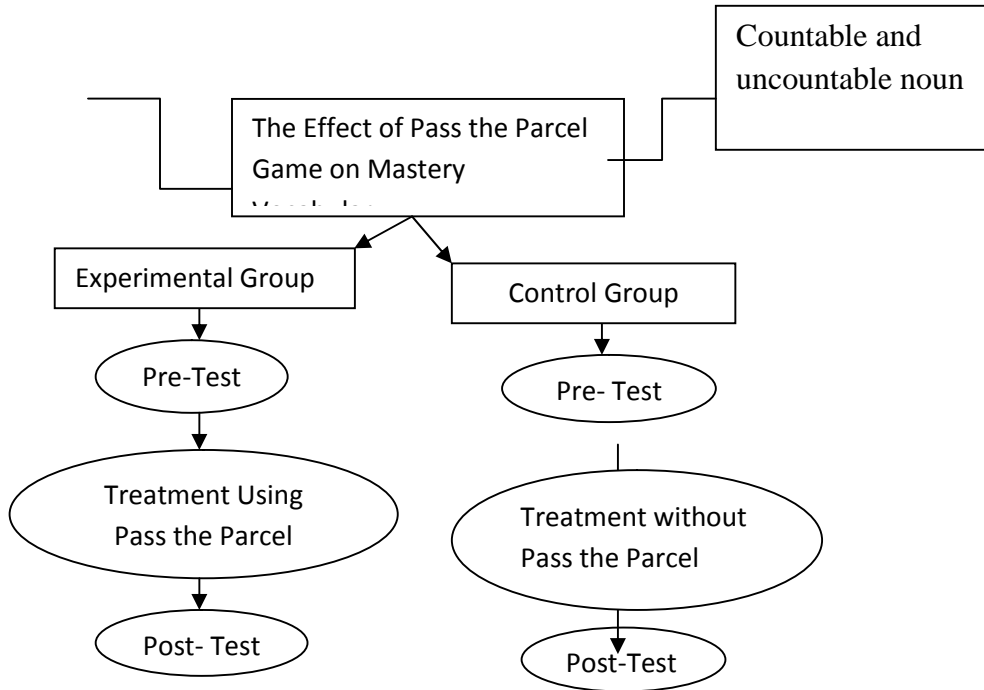 Countable and
uncountable noun
The Effect of Pass the Parcel
Game on Mastery
Experimental Group
Control Group
Pre-Test
Pre- Test
Treatment Using
Pass the Parcel
Treatment without
Pass the Parcel
Post- Test
Post-Test